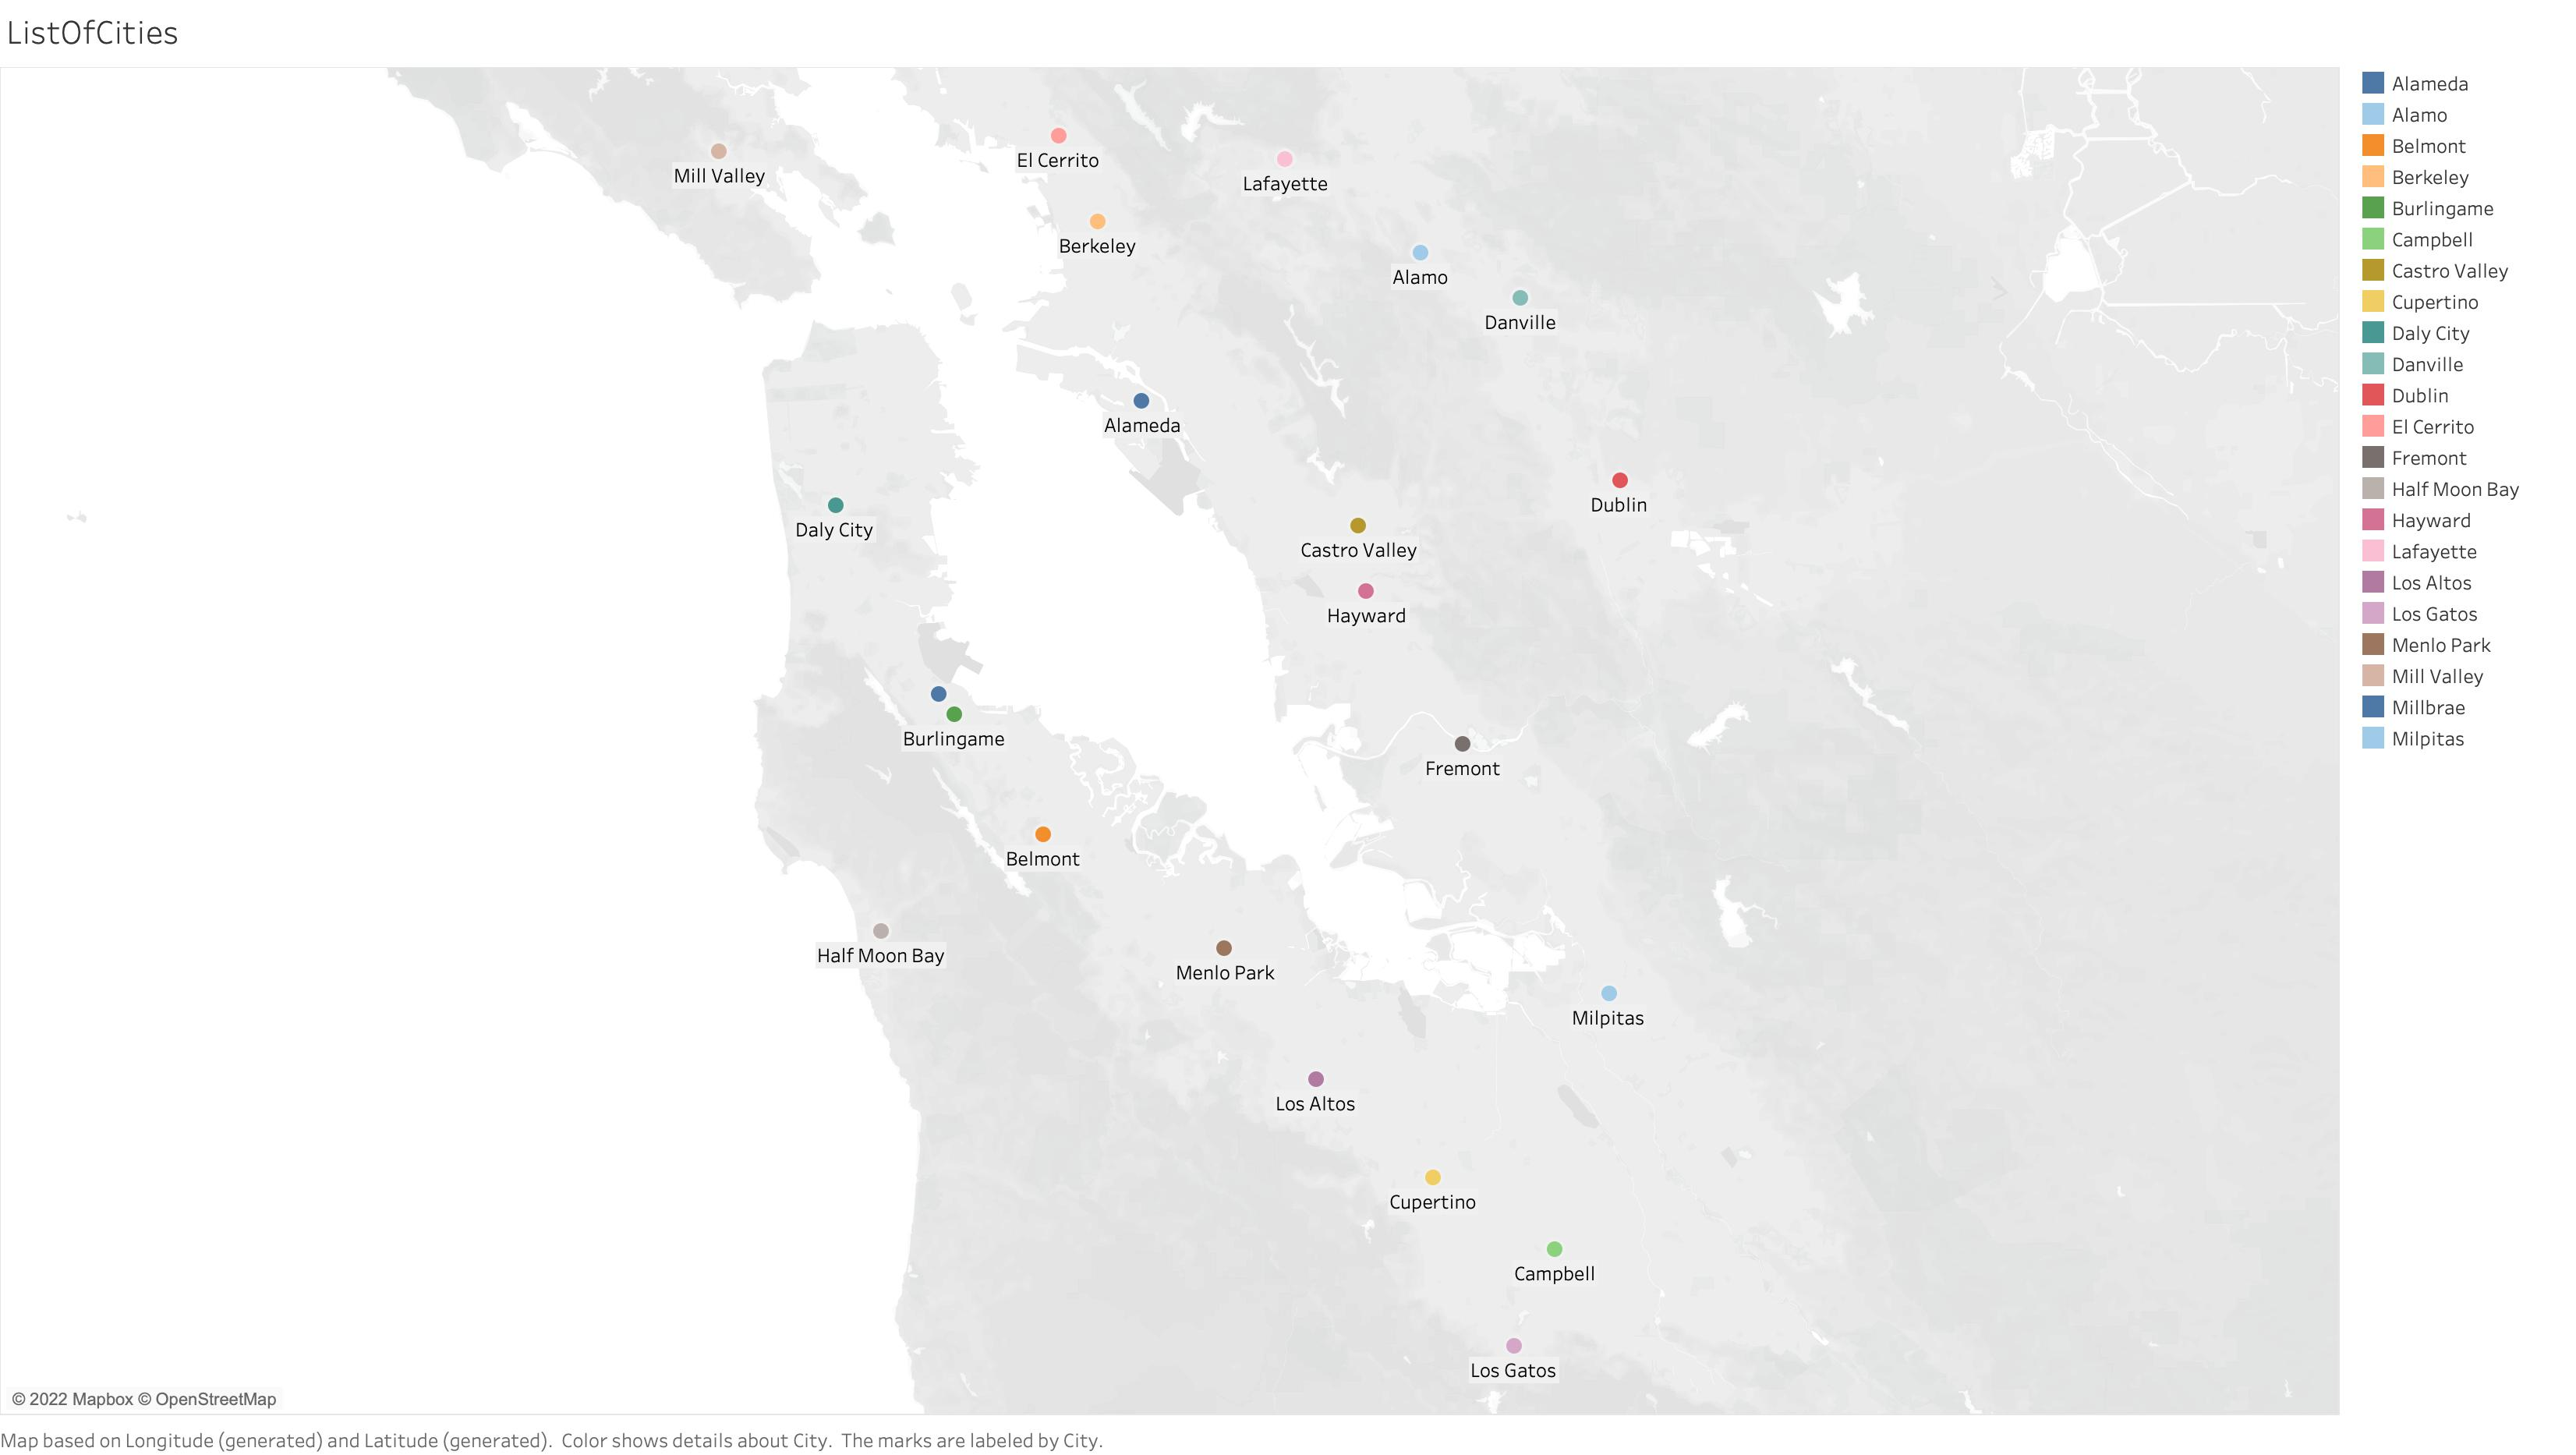 ListOfCities
El Cerrito
Mill Valley
Lafayette
Berkeley
Alamo
Danville
Alameda
Dublin
Daly City
Castro Valley
Hayward
Burlingame
Fremont
Belmont
Half Moon Bay
Menlo Park
Milpitas
Los Altos
Cupertino
Campbell
Los Gatos
© 2022 Mapbox © OpenStreetMap
Alameda
Alamo
Belmont
Berkeley
Burlingame
Campbell
Castro Valley
Cupertino
Daly City
Danville
Dublin
El Cerrito
Fremont
Half Moon Bay
Hayward
Lafayette
Los Altos
Los Gatos
Menlo Park
Mill Valley
Millbrae
Milpitas
Map based on Longitude (generated) and Latitude (generated). Color shows details about City. The marks are labeled by City.